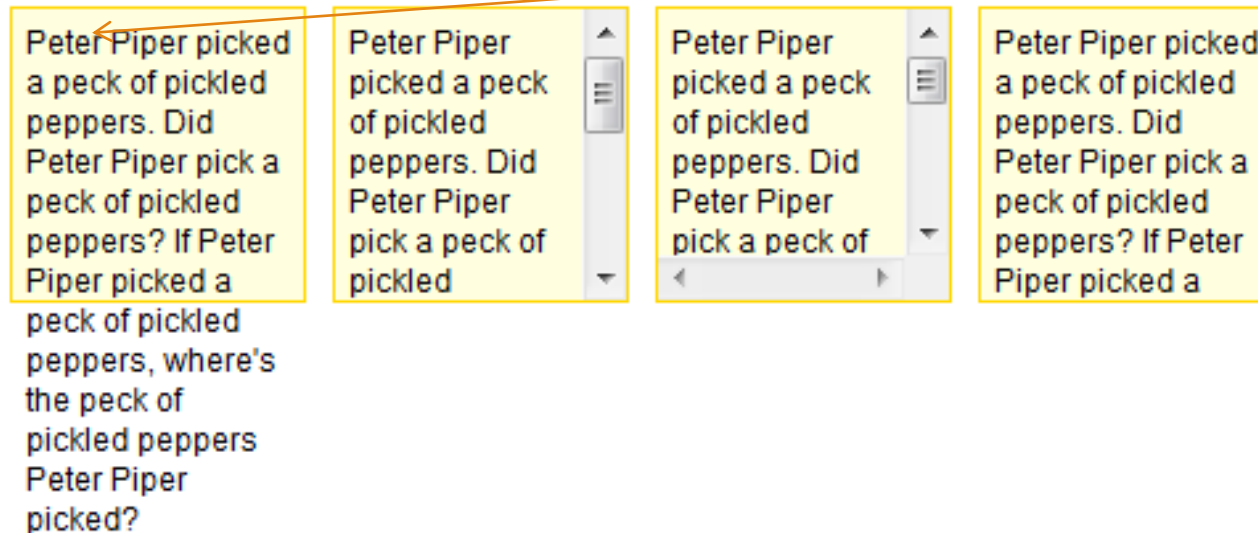 Peter Piper picked
a peck of pickled
peppers. Did
Peter Piper pick a
peck of pickled
peppers? If Peter
Piper picked a
peck of pickled
peppers, where's
the peck of
pickled peppers
Peter Piper
picked?
Peter Piper
picked a peck
of pickled
peppers. Did
Peter Piper
pick a peck of
pickled
Peter Piper
picked a peck
of pickled
peppers. Did
Peter Piper
pick a peck of
Peter Piper picked
a peck of pickled
peppers. Did
Peter Piper pick a
peck of pickled
peppers? If Peter
Piper picked a